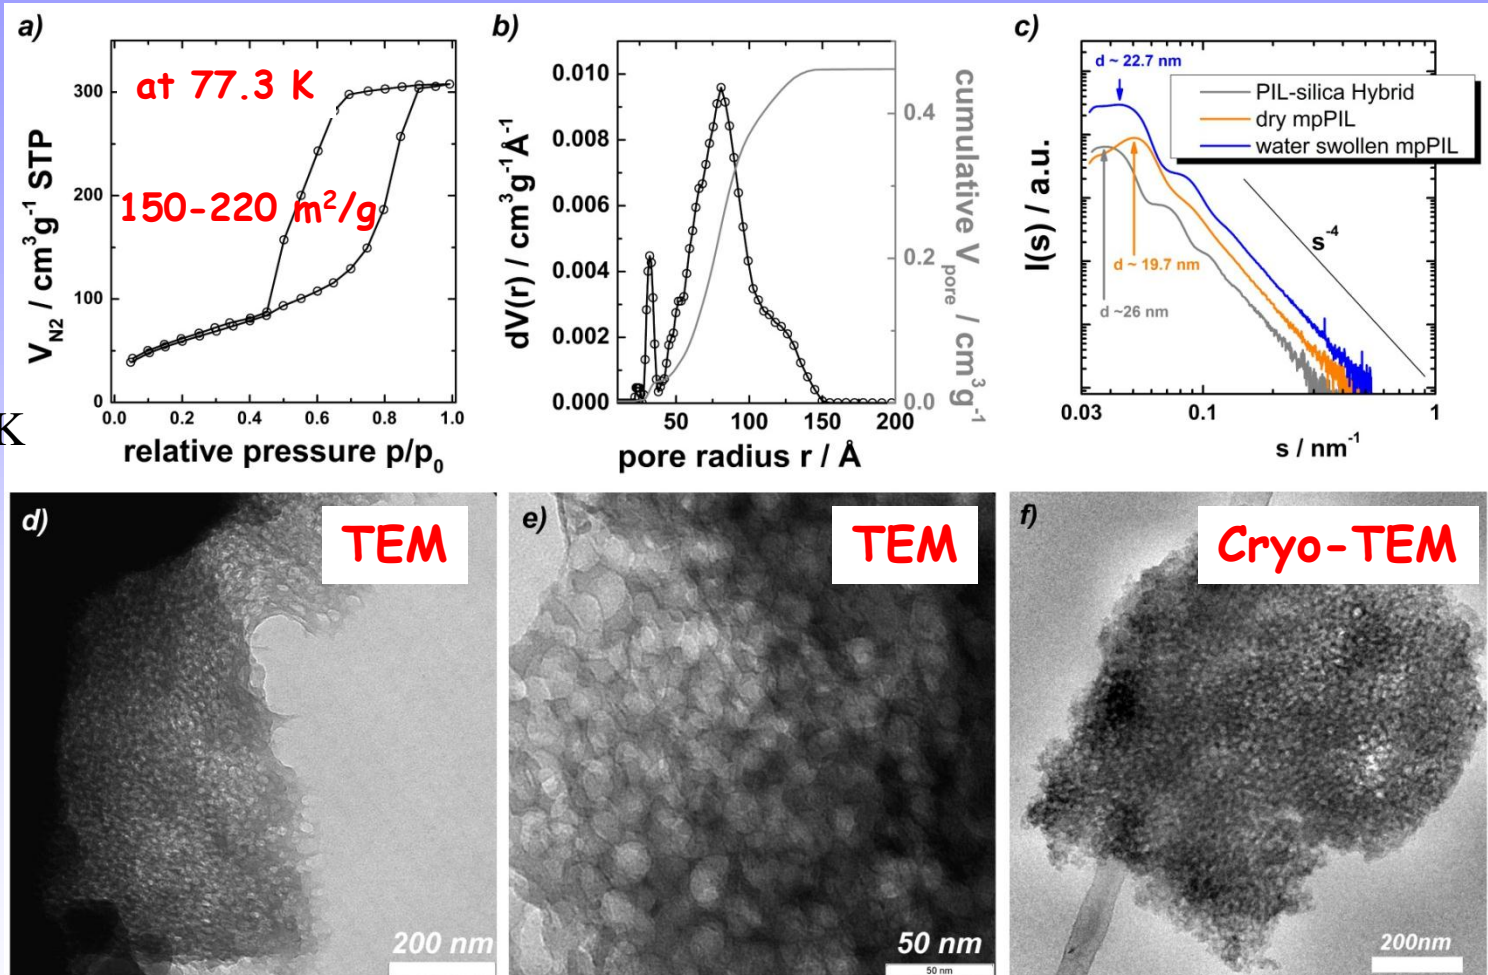 a)
at 77.3 K
150-220 m²/g
V_N2 / cm³g⁻¹ STP
300
200
100
0
0.0 0.2 0.4 0.6 0.8 1.0
relative pressure p/p₀
K
b)
dV(r) / cm³g⁻¹Å⁻¹
0.010
0.008
0.006
0.004
0.002
0.000
50 100 150 200
pore radius r / Å
0.4
0.2
0.0
cumulative V_pore / cm³g⁻¹
c)
I(s) / a.u.
d ~ 22.7 nm
PIL-silica Hybrid
dry mpPIL
water swollen mpPIL
s⁻⁴
d ~ 19.7 nm
d ~26 nm
0.03 0.1 1
s / nm⁻¹
d)
TEM
200 nm
e)
TEM
50 nm
50 nm
f)
Cryo-TEM
200nm